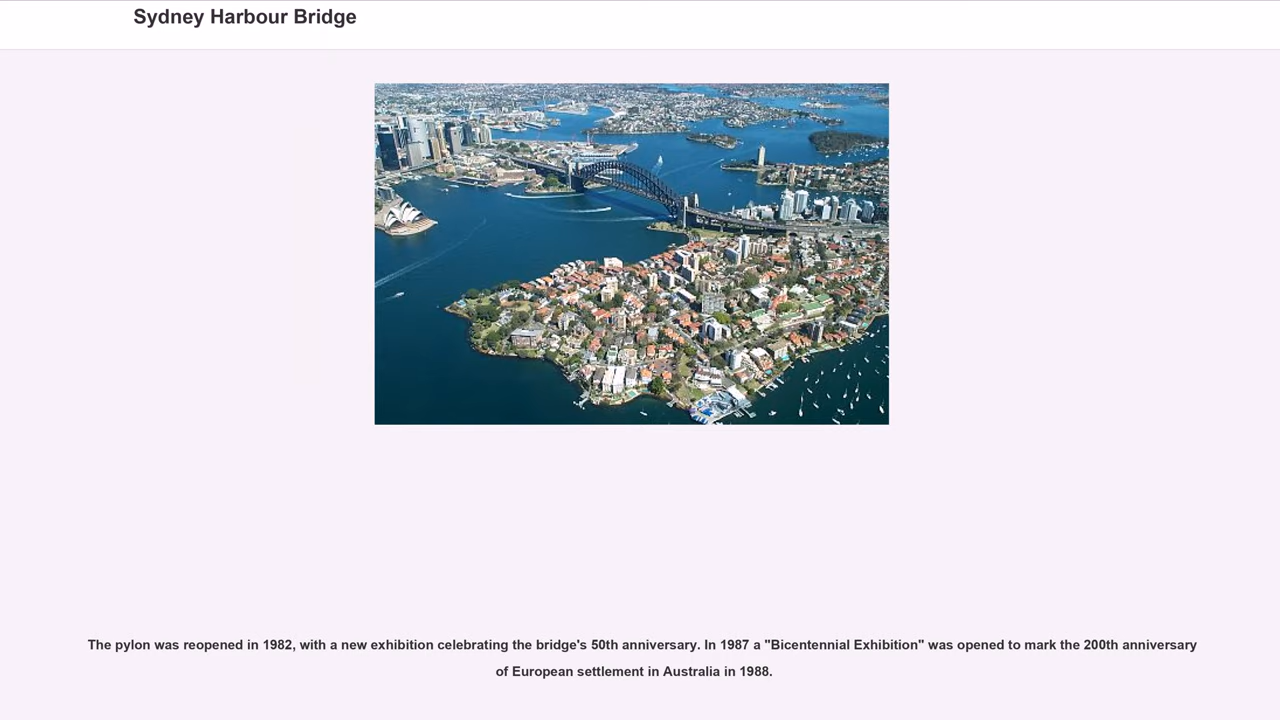 Sydney Harbour Bridge
The pylon was reopened in 1982, with a new exhibition celebrating the bridge's 50th anniversary. In 1987 a "Bicentennial Exhibition" was opened to mark the 200th anniversary
of European settlement in Australia in 1988.